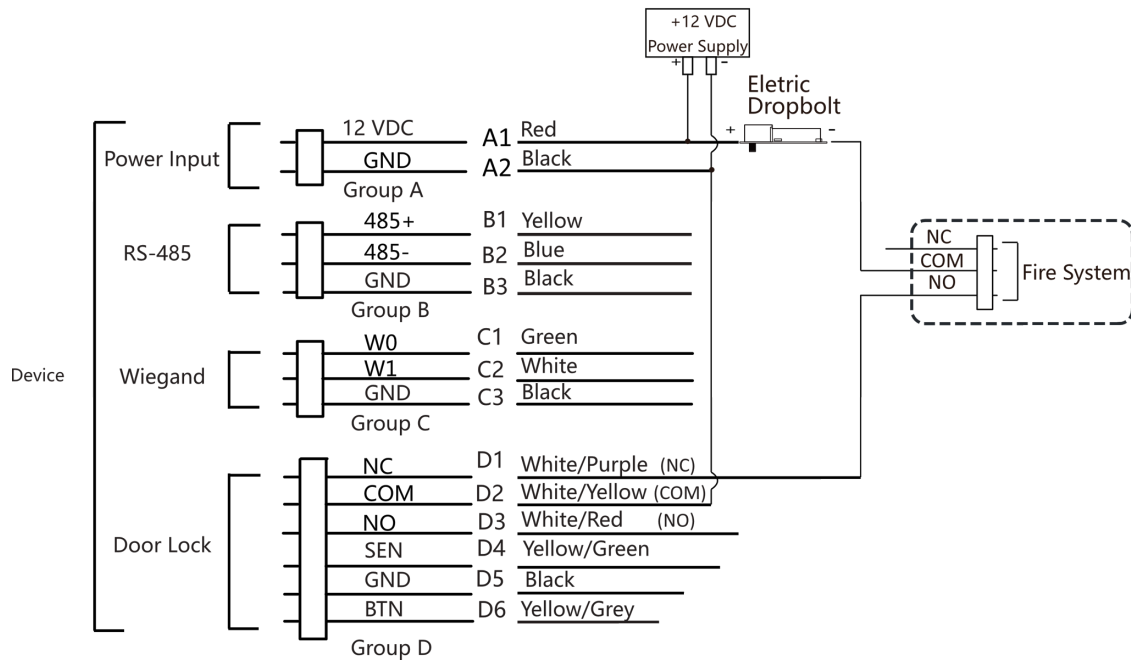 +12 VDC
Power Supply
+ -
Eletric
Dropbolt
+ -
Device
Power Input
12 VDC A1 Red
GND A2 Black
Group A
RS-485
485+ B1 Yellow
485- B2 Blue
GND B3 Black
Group B
Wiegand
W0 C1 Green
W1 C2 White
GND C3 Black
Group C
Door Lock
NC D1 White/Purple (NC)
COM D2 White/Yellow (COM)
NO D3 White/Red (NO)
SEN D4 Yellow/Green
GND D5 Black
BTN D6 Yellow/Grey
Group D
NC
COM
NO
Fire System